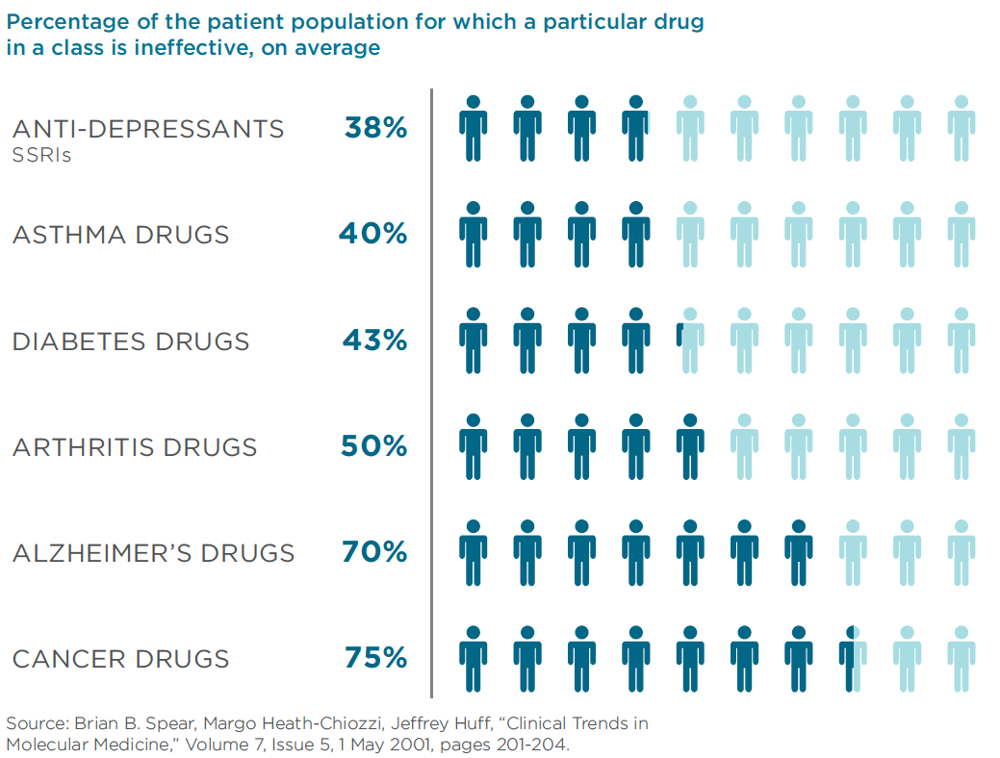 Percentage of the patient population for which a particular drug
in a class is ineffective, on average
ANTI-DEPRESSANTS 38%
SSRIs
ASTHMA DRUGS 40%
DIABETES DRUGS 43%
ARTHRITIS DRUGS 50%
ALZHEIMER’S DRUGS 70%
CANCER DRUGS 75%
Source: Brian B. Spear, Margo Heath-Chiozzi, Jeffrey Huff, “Clinical Trends in
Molecular Medicine,” Volume 7, Issue 5, 1 May 2001, pages 201-204.